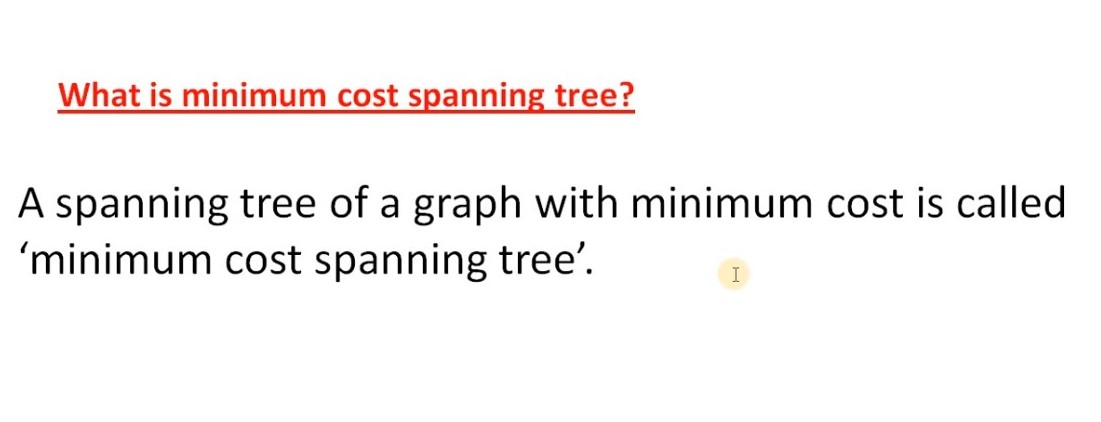 What is minimum cost spanning tree?
A spanning tree of a graph with minimum cost is called
‘minimum cost spanning tree’.